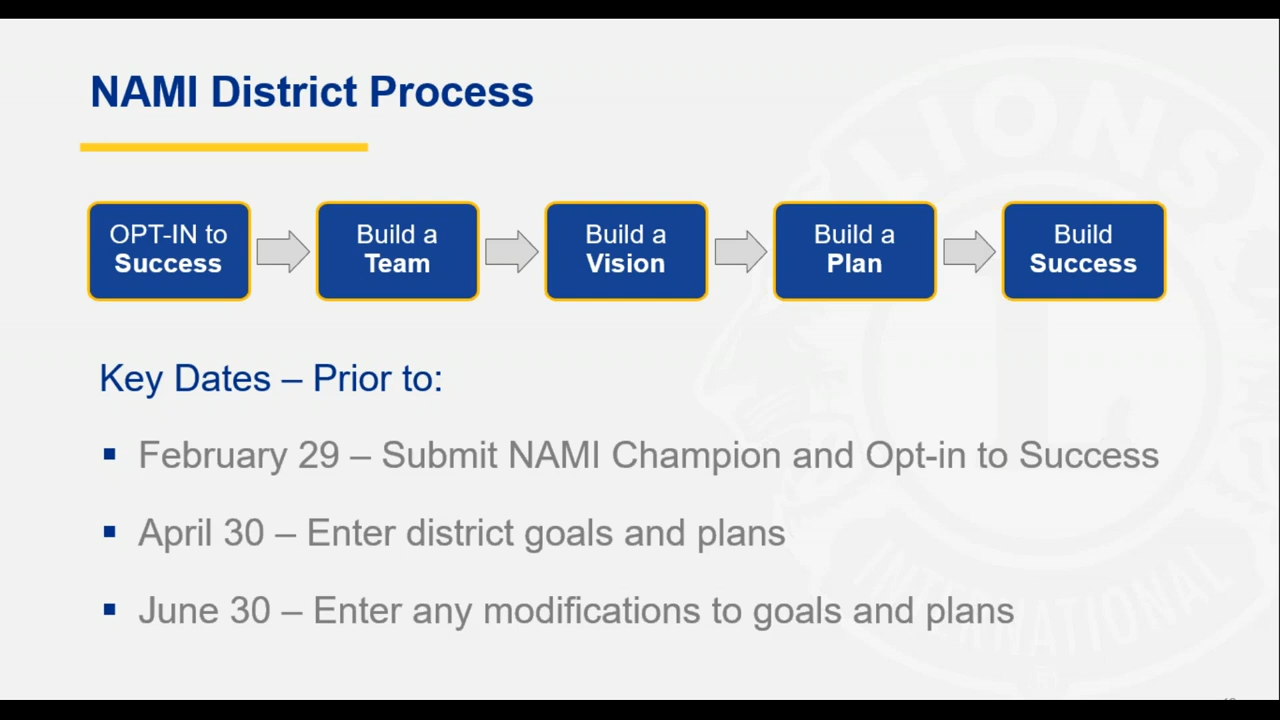 NAMI District Process
OPT-IN to
Success
Build a
Team
Build a
Vision
Build a
Plan
Build
Success
Key Dates – Prior to:
▪ February 29 – Submit NAMI Champion and Opt-in to Success
▪ April 30 – Enter district goals and plans
▪ June 30 – Enter any modifications to goals and plans
LIONS
L
INTERNATIONAL